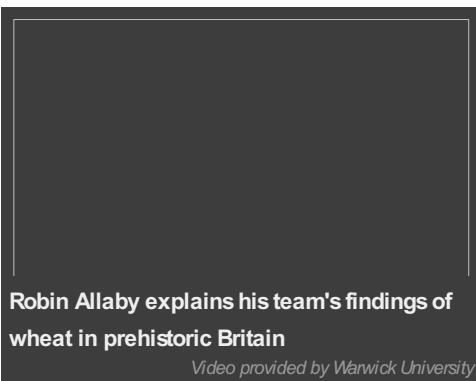 Robin Allaby explains his team's findings of
wheat in prehistoric Britain
Video provided by Warwick University